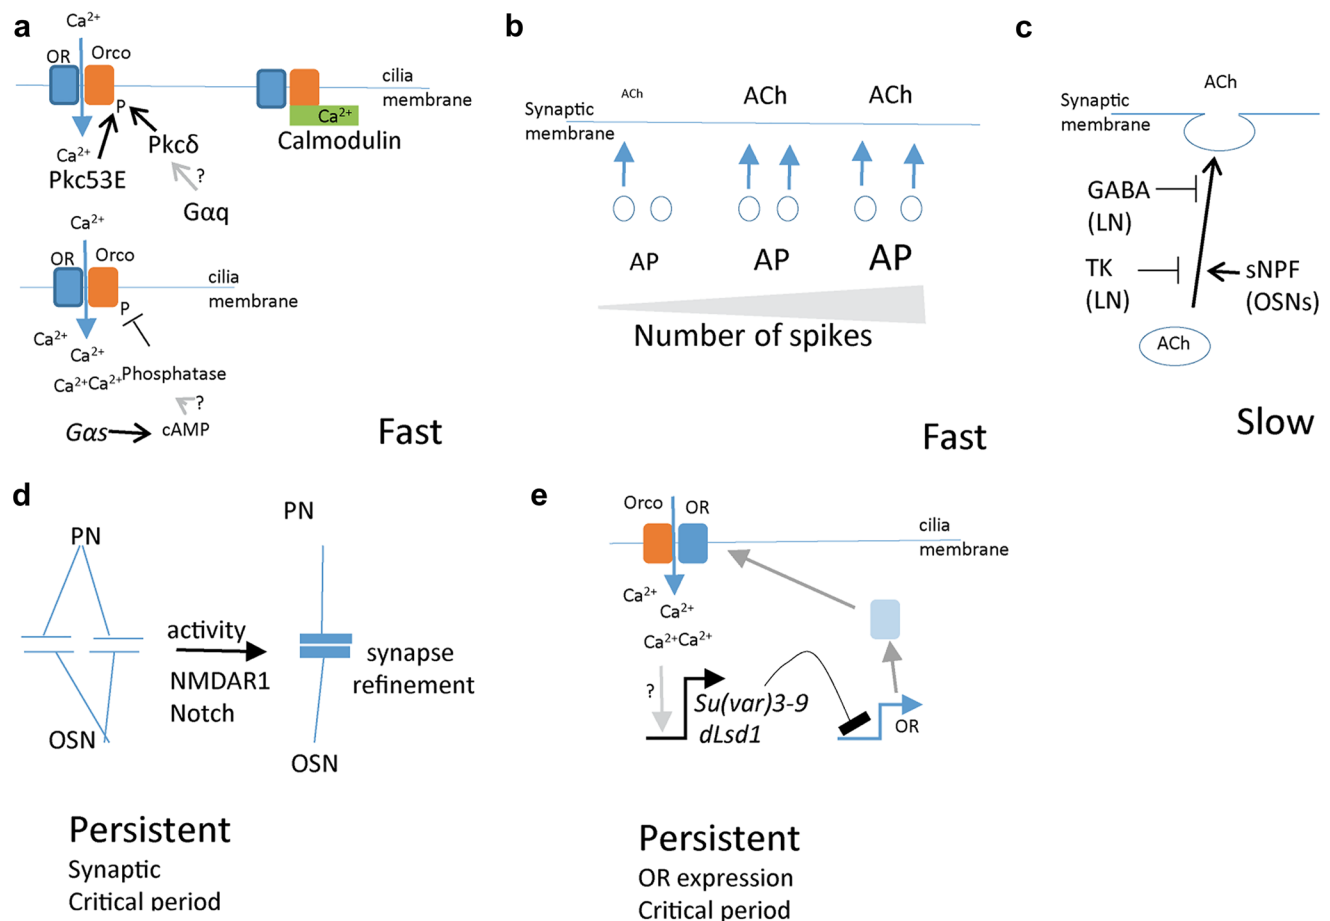 a
Ca²⁺
OR
Orco
cilia
membrane
P
Ca²⁺
Pkc53E
Pkcδ
?
Gαq
Ca²⁺
Calmodulin
Ca²⁺
OR
Orco
cilia
membrane
P
Ca²⁺
Ca²⁺
Ca²⁺Ca²⁺Phosphatase
?
Gαs
cAMP
Fast
b
ACh
ACh
ACh
Synaptic
membrane
AP
AP
AP
Number of spikes
Fast
c
ACh
Synaptic
membrane
GABA
(LN)
TK
(LN)
sNPF
(OSNs)
ACh
Slow
d
PN
OSN
activity
NMDAR1
Notch
PN
synapse
refinement
OSN
Persistent
Synaptic
Critical period
e
Orco
OR
cilia
membrane
Ca²⁺
Ca²⁺
Ca²⁺Ca²⁺
?
Su(var)3-9
dLsd1
OR
Persistent
OR expression
Critical period